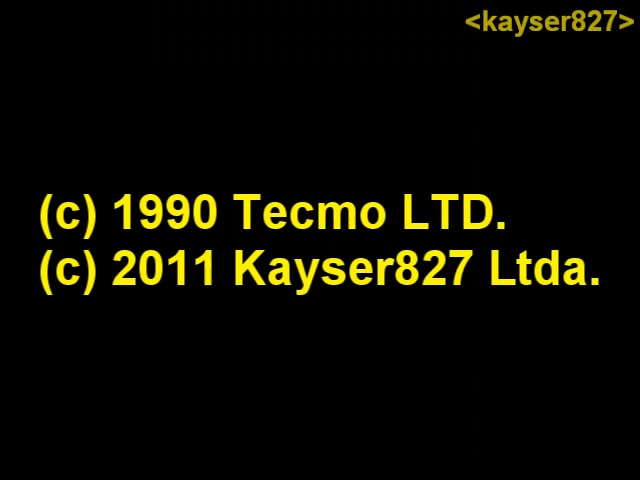 <kayser827>
(c) 1990 Tecmo LTD.
(c) 2011 Kayser827 Ltda.